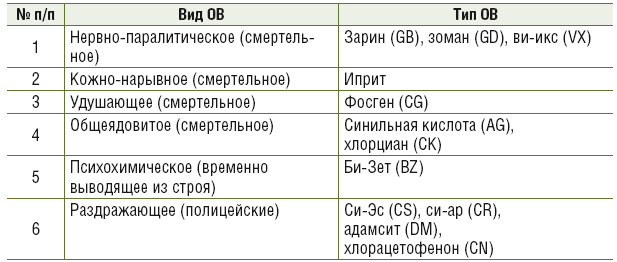 № п/п Вид ОВ Тип ОВ
1 Нервно-паралитическое (смертель- Зарин (GB), зоман (GD), ви-икс (VX)
ное)
2 Кожно-нарывное (смертельное) Иприт
3 Удушающее (смертельное) Фосген (CG)
4 Общеядовитое (смертельное) Синильная кислота (AG),
хлорциан (CK)
5 Психохимическое (временно Би-Зет (BZ)
выводящее из строя)
6 Раздражающее (полицейские) Си-Эс (CS), си-ар (CR),
адамсит (DM),
хлорацетофенон (CN)